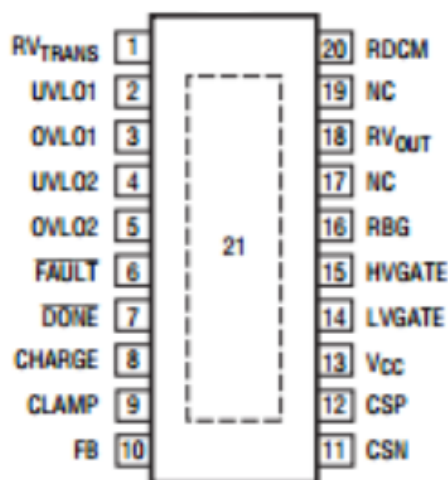 RVTRANS 1 20 RDCM
UVLO1 2 19 NC
OVLO1 3 18 RVOUT
UVLO2 4 17 NC
OVLO2 5 16 RBG
21
FAULT 6 15 HVGATE
DONE 7 14 LVGATE
CHARGE 8 13 VCC
CLAMP 9 12 CSP
FB 10 11 CSN